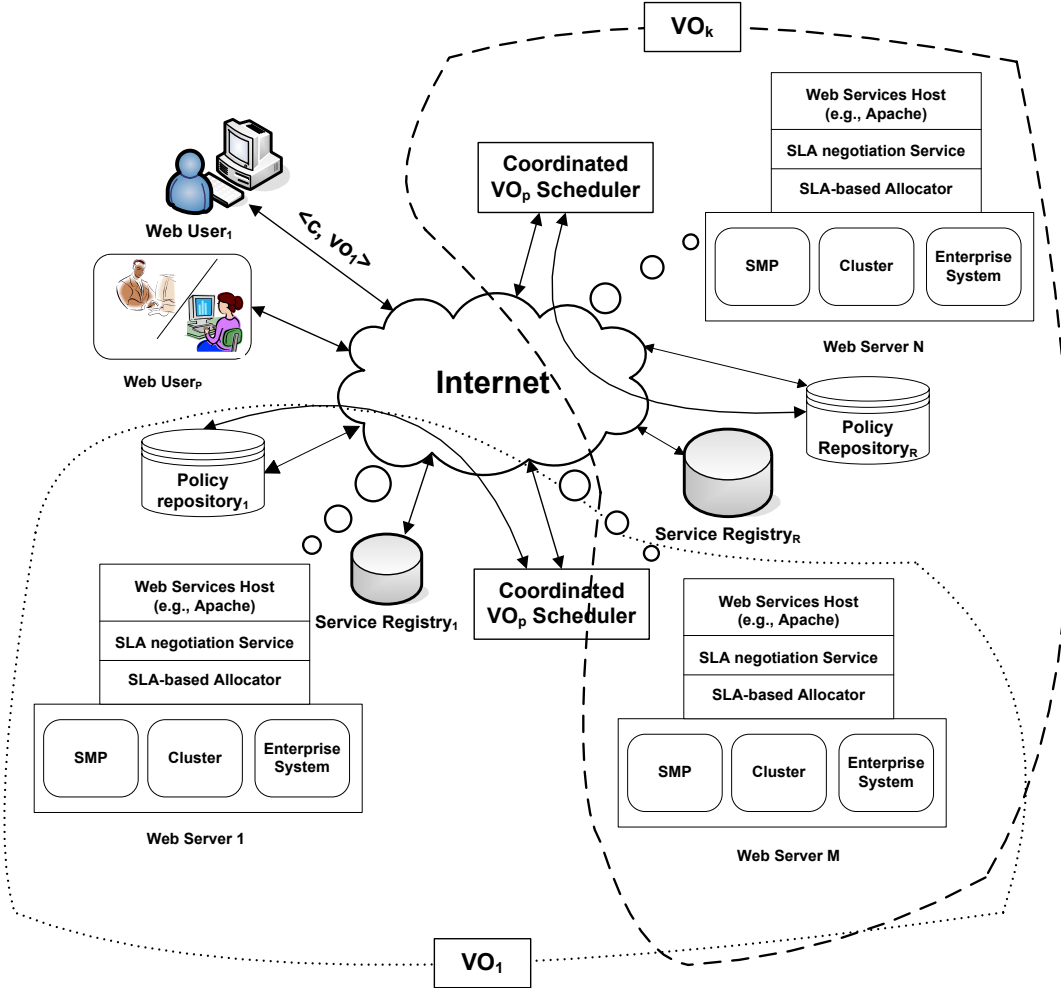 VOk
Web Services Host
(e.g., Apache)
SLA negotiation Service
SLA-based Allocator
SMP
Cluster
Enterprise
System
Web Server N
Coordinated
VOp Scheduler
Web User1
<C, VO1>
Web UserP
Internet
Policy
RepositoryR
Policy
repository1
Service RegistryR
Service Registry1
Coordinated
VOp Scheduler
Web Services Host
(e.g., Apache)
SLA negotiation Service
SLA-based Allocator
SMP
Cluster
Enterprise
System
Web Server 1
Web Services Host
(e.g., Apache)
SLA negotiation Service
SLA-based Allocator
SMP
Cluster
Enterprise
System
Web Server M
VO1